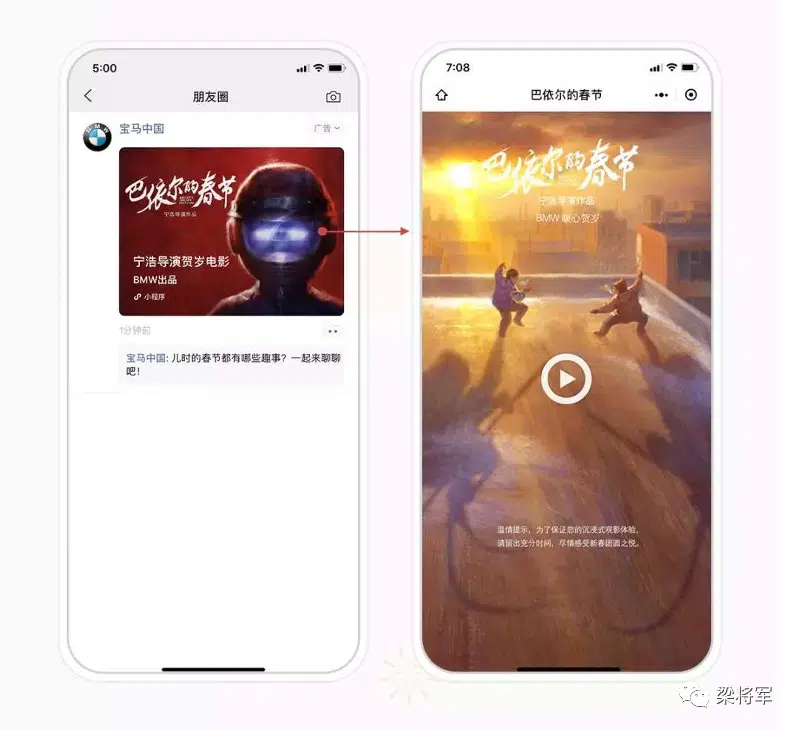 5:00
朋友圈
宝马中国
广告
巴依尔的春节
宁浩导演作品
宁浩导演贺岁电影
BMW出品
小程序
1分钟前
宝马中国: 儿时的春节都有哪些趣事？一起来聊聊
吧！
7:08
巴依尔的春节
巴依尔的春节
宁浩导演作品
BMW 暖心贺岁
温情提示，为了保证您的沉浸式观影体验，
请留出充分时间，尽情感受新春团圆之悦。
梁将军